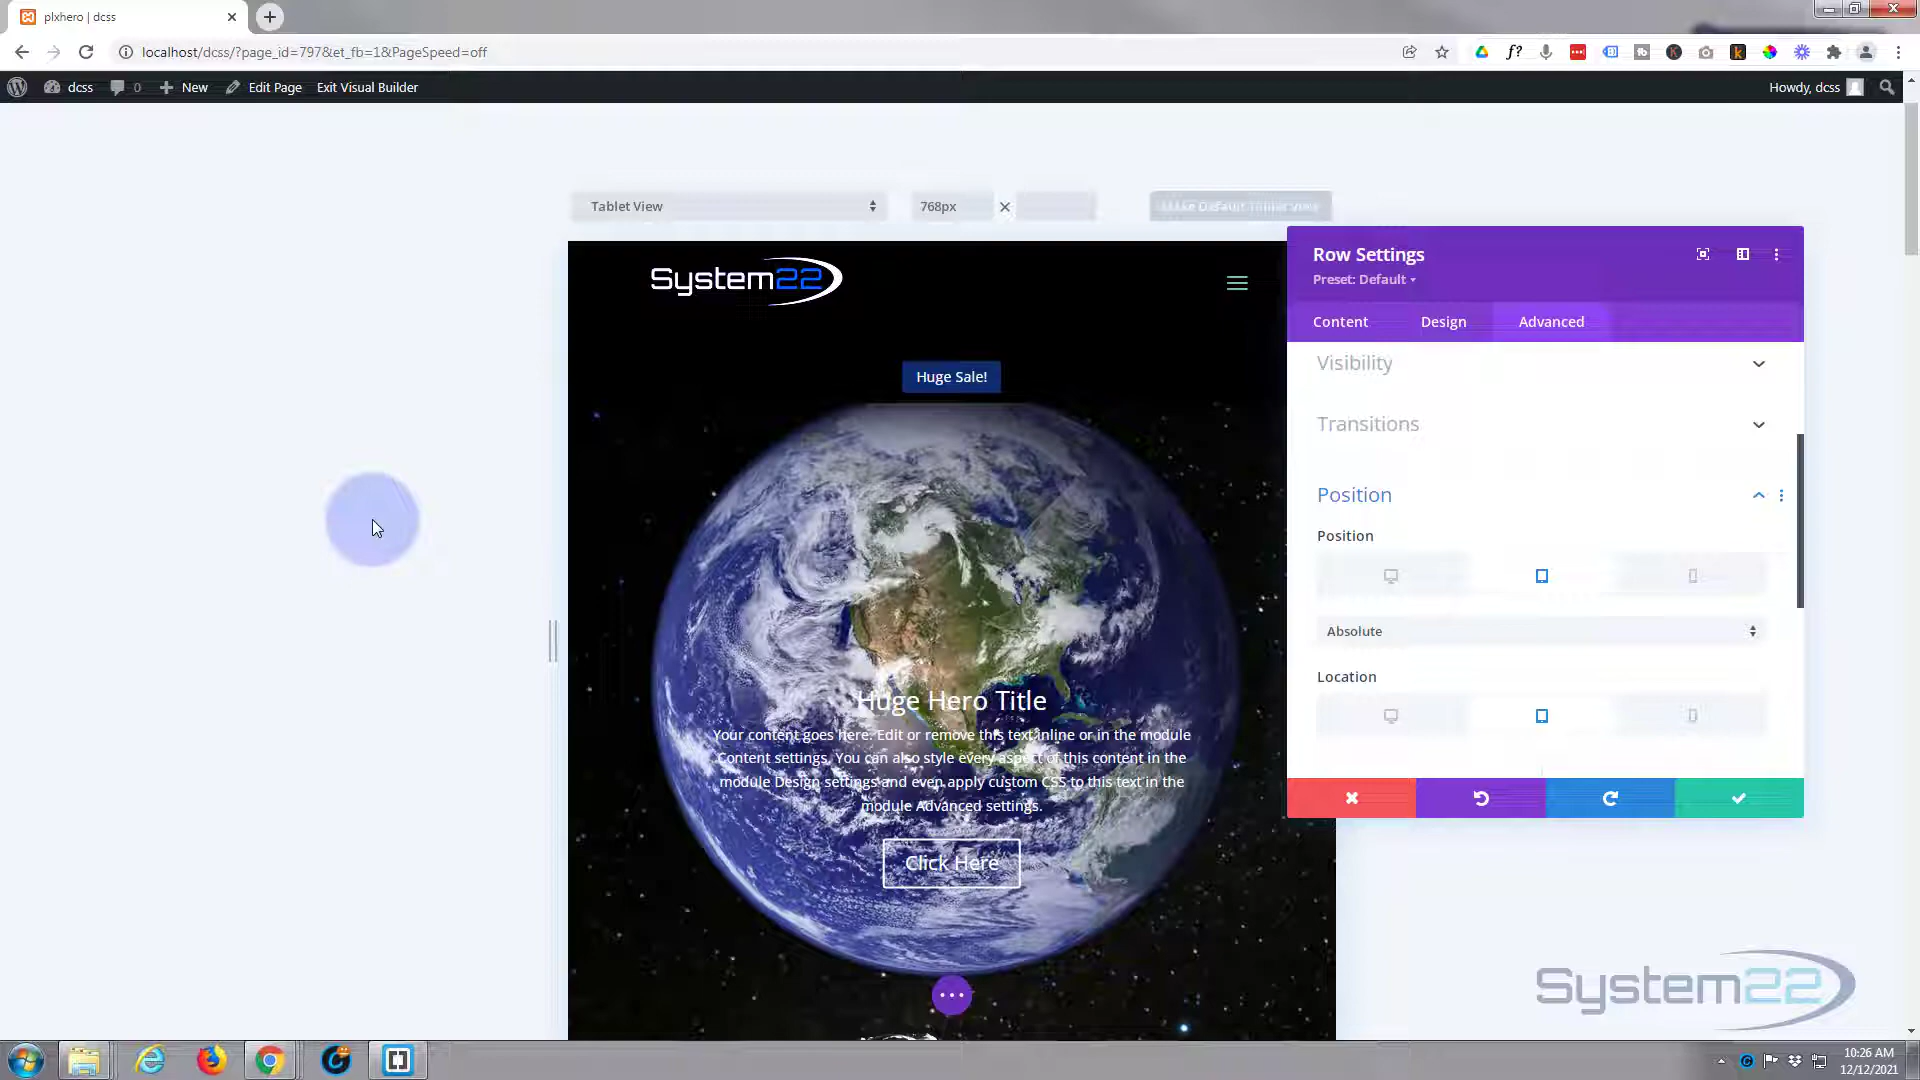 plxhero | dcss
localhost/dcss/?page_id=797&et_fb=1&PageSpeed=off
f?
dcss
0
New
Edit Page
Exit Visual Builder
Howdy, dcss
Tablet View
768px
Make Default Tablet View
System22
Huge Sale!
Huge Hero Title
Your content goes here. Edit or remove this text inline or in the module
Content settings. You can also style every aspect of this content in the
module Design settings and even apply custom CSS to this text in the
module Advanced settings.
Click Here
Row Settings
Preset: Default
Content
Design
Advanced
Visibility
Transitions
Position
Position
Absolute
Location
System22
10:26 AM
12/12/2021